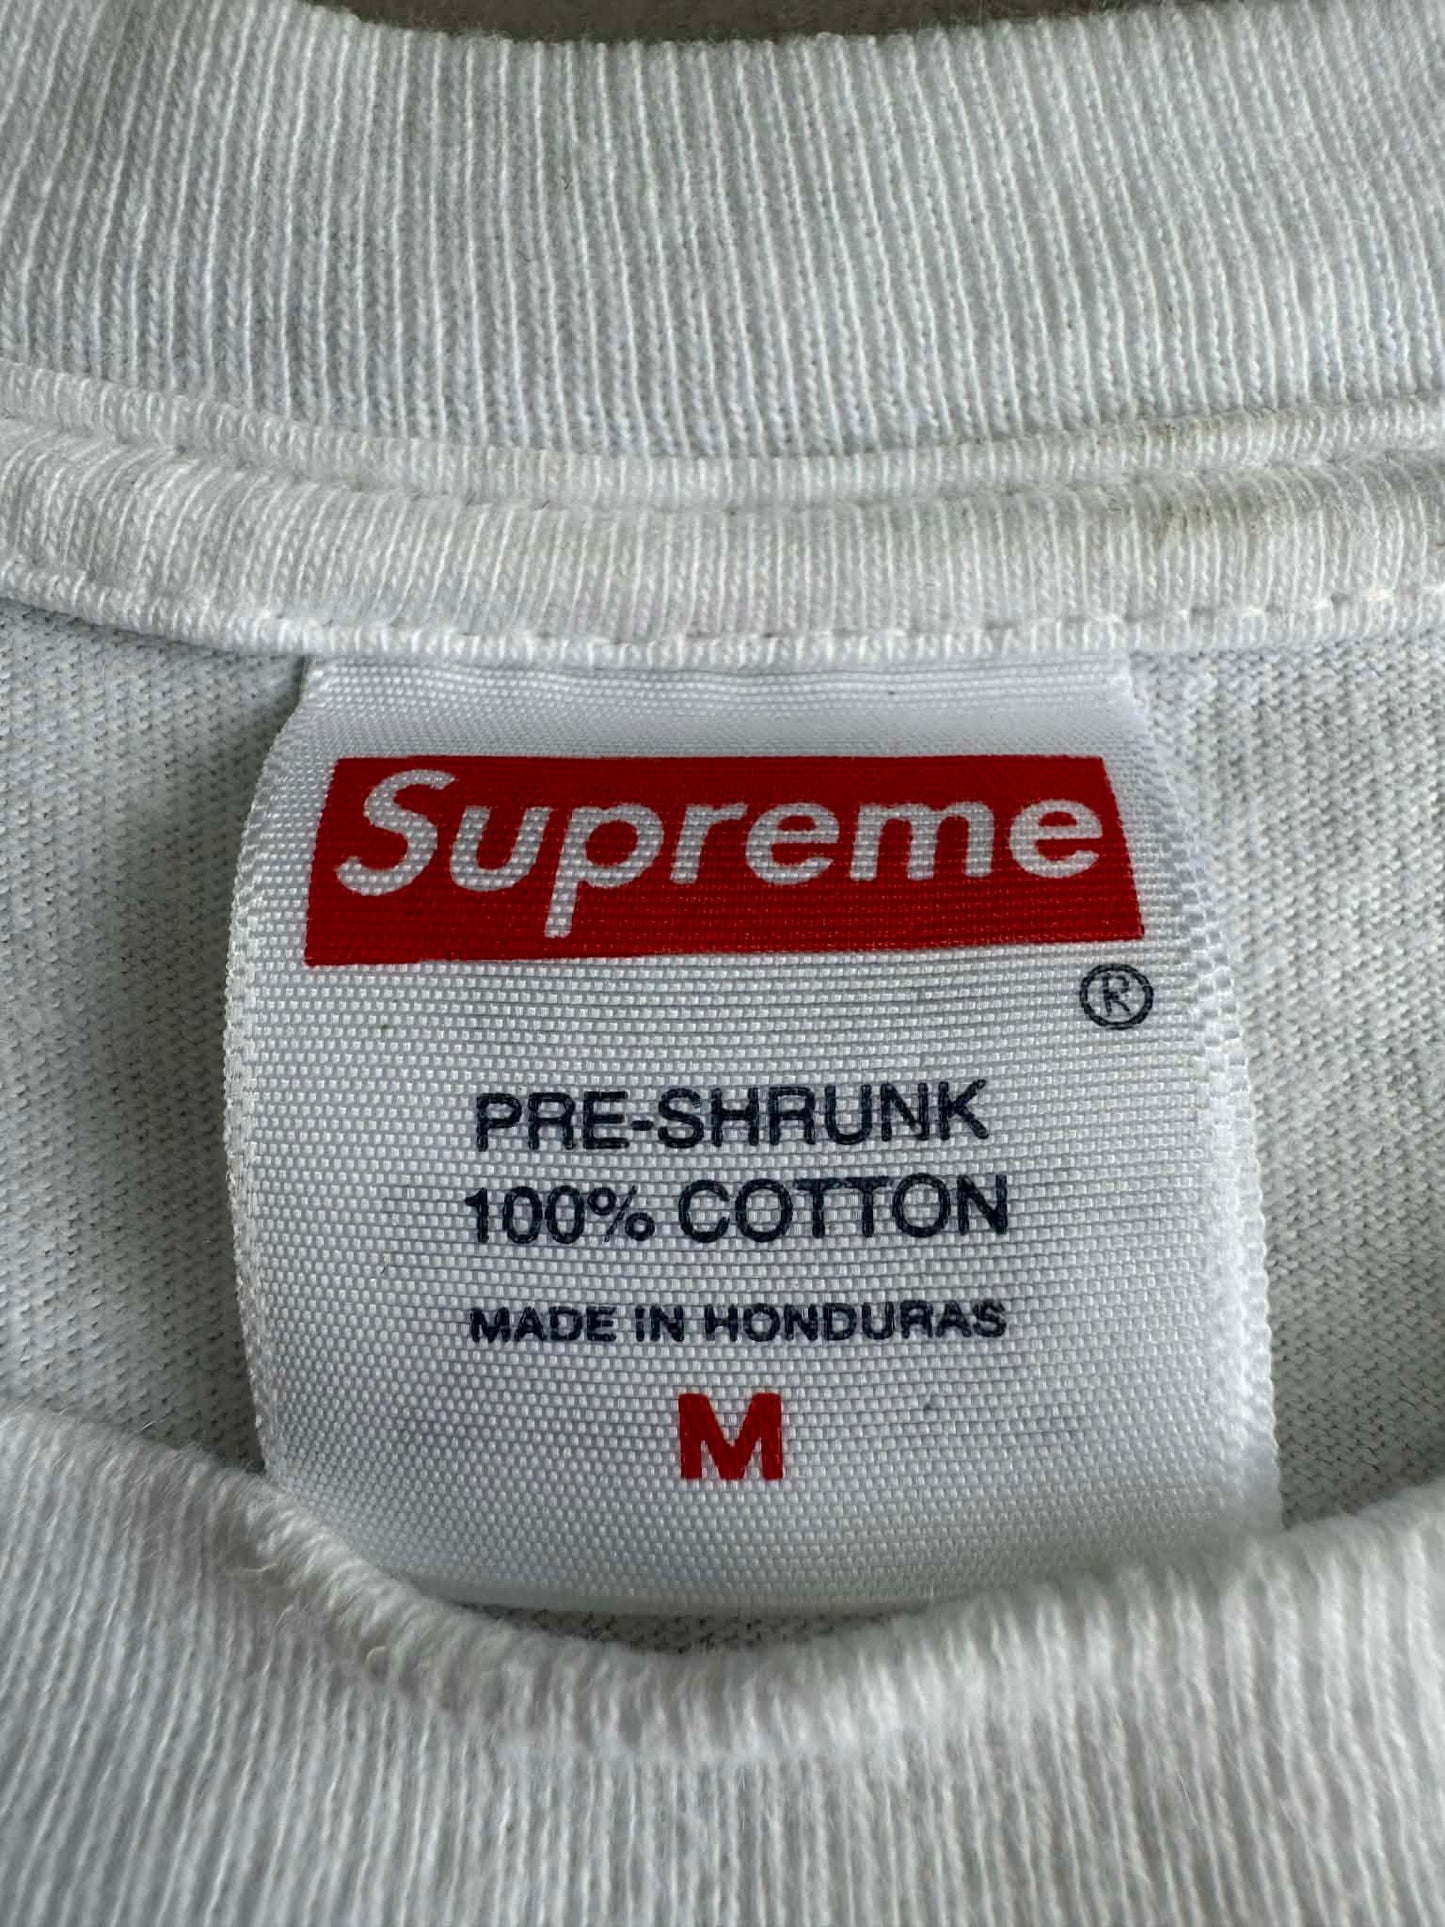 Supreme
®
PRE-SHRUNK
100% COTTON
MADE IN HONDURAS
M